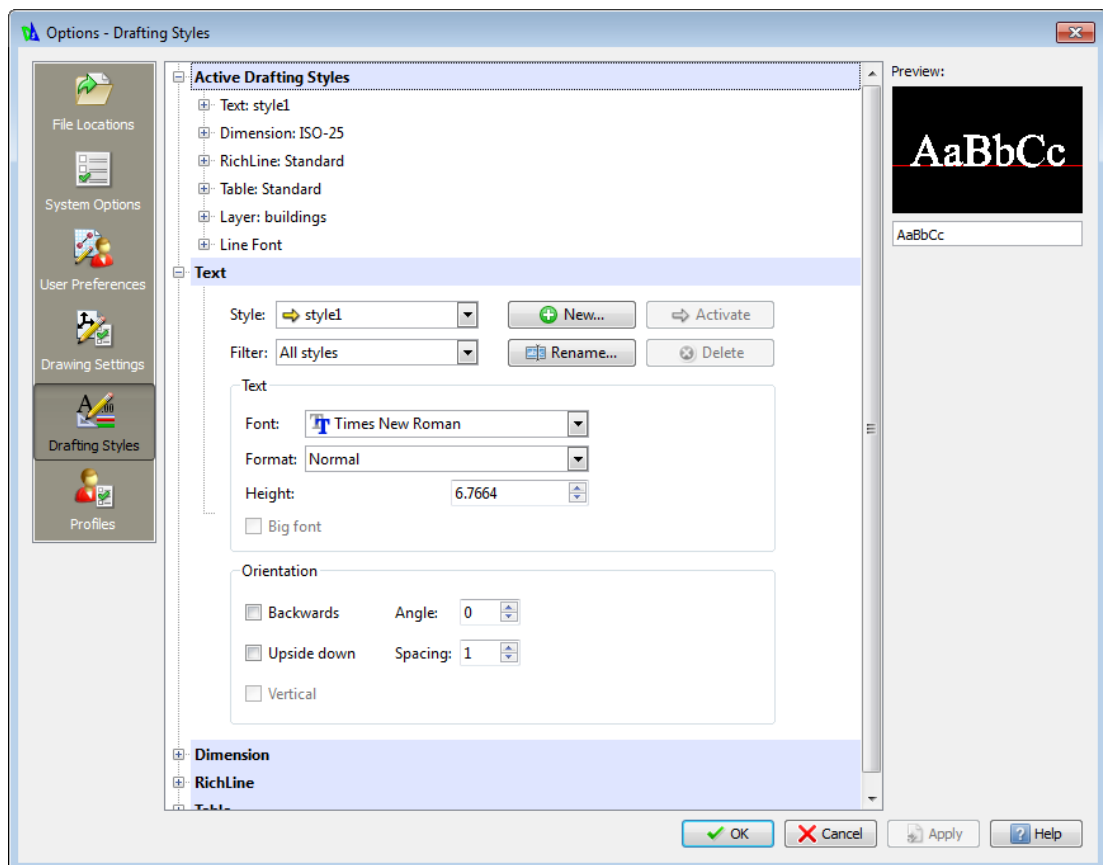 Options - Drafting Styles
File Locations
System Options
User Preferences
Drawing Settings
Drafting Styles
Profiles
Active Drafting Styles
Text: style1
Dimension: ISO-25
RichLine: Standard
Table: Standard
Layer: buildings
Line Font
Text
Style: style1 New... Activate
Filter: All styles Rename... Delete
Text
Font: Times New Roman
Format: Normal
Height: 6.7664
Big font
Orientation
Backwards Angle: 0
Upside down Spacing: 1
Vertical
Dimension
RichLine
Table
Preview:
AaBbCc
AaBbCc
OK Cancel Apply Help